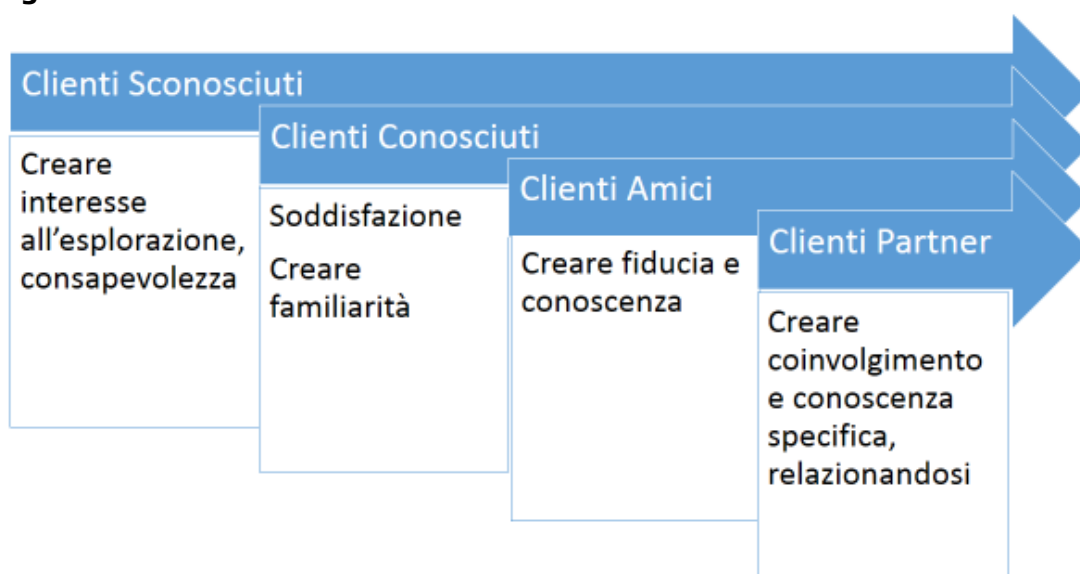 Clienti Sconosciuti
Creare
interesse
all'esplorazione,
consapevolezza
Clienti Conosciuti
Soddisfazione
Creare
familiarità
Clienti Amici
Creare fiducia e
conoscenza
Clienti Partner
Creare
coinvolgimento
e conoscenza
specifica,
relazionandosi